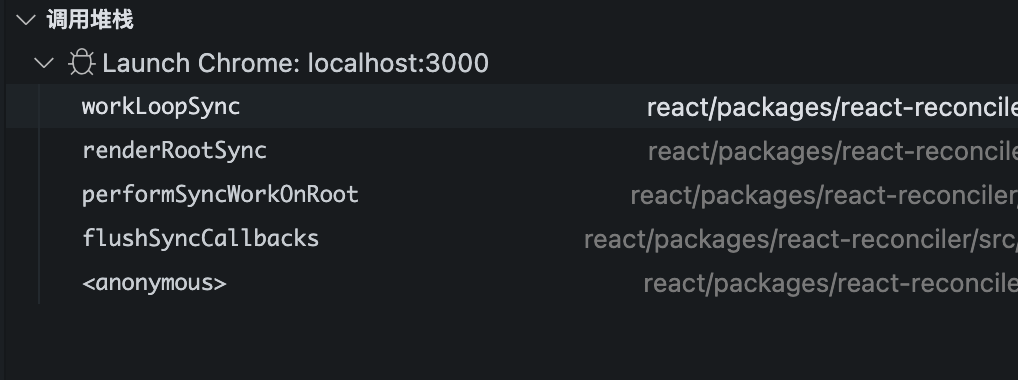 调用堆栈
Launch Chrome: localhost:3000
workLoopSync react/packages/react-reconcile
renderRootSync react/packages/react-reconcile
performSyncWorkOnRoot react/packages/react-reconciler/
flushSyncCallbacks react/packages/react-reconciler/src/
<anonymous> react/packages/react-reconcile